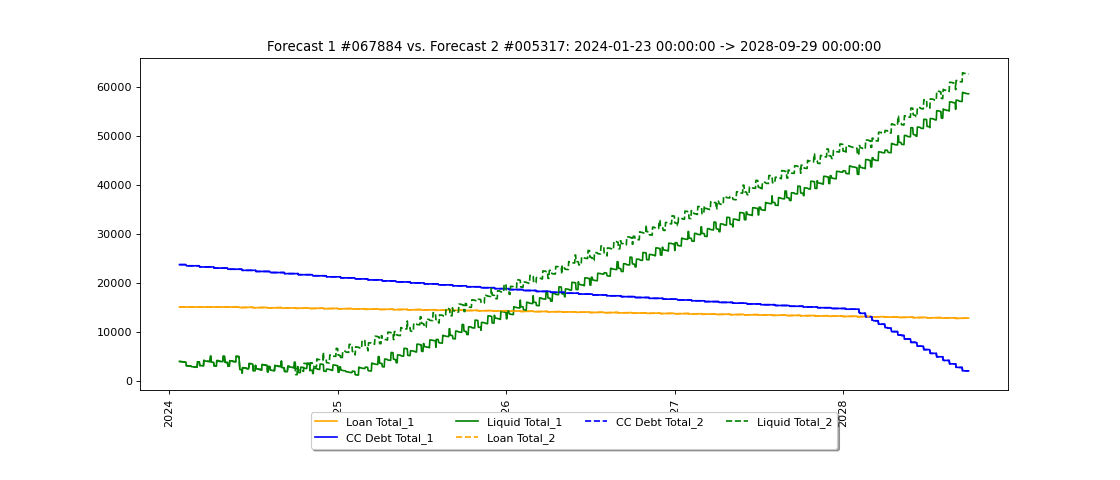 Forecast 1 #067884 vs. Forecast 2 #005317: 2024-01-23 00:00:00 -> 2028-09-29 00:00:00
60000
50000
40000
30000
20000
10000
0
2024
25
26
27
2028
Loan Total_1
Liquid Total_1
CC Debt Total_2
Liquid Total_2
CC Debt Total_1
Loan Total_2